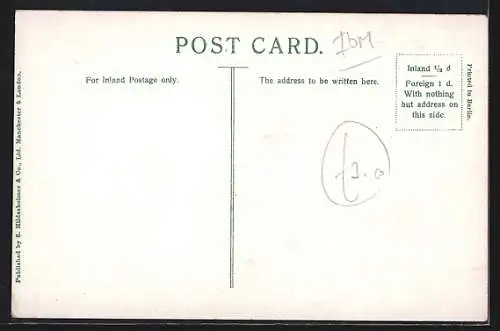 POST CARD.
IoM
For Inland Postage only.
The address to be written here.
Inland ½ d
Foreign 1 d.
With nothing
but address on
this side.
Printed in Berlin.
Published by E. Hildesheimer & Co., Ltd. Manchester & London.